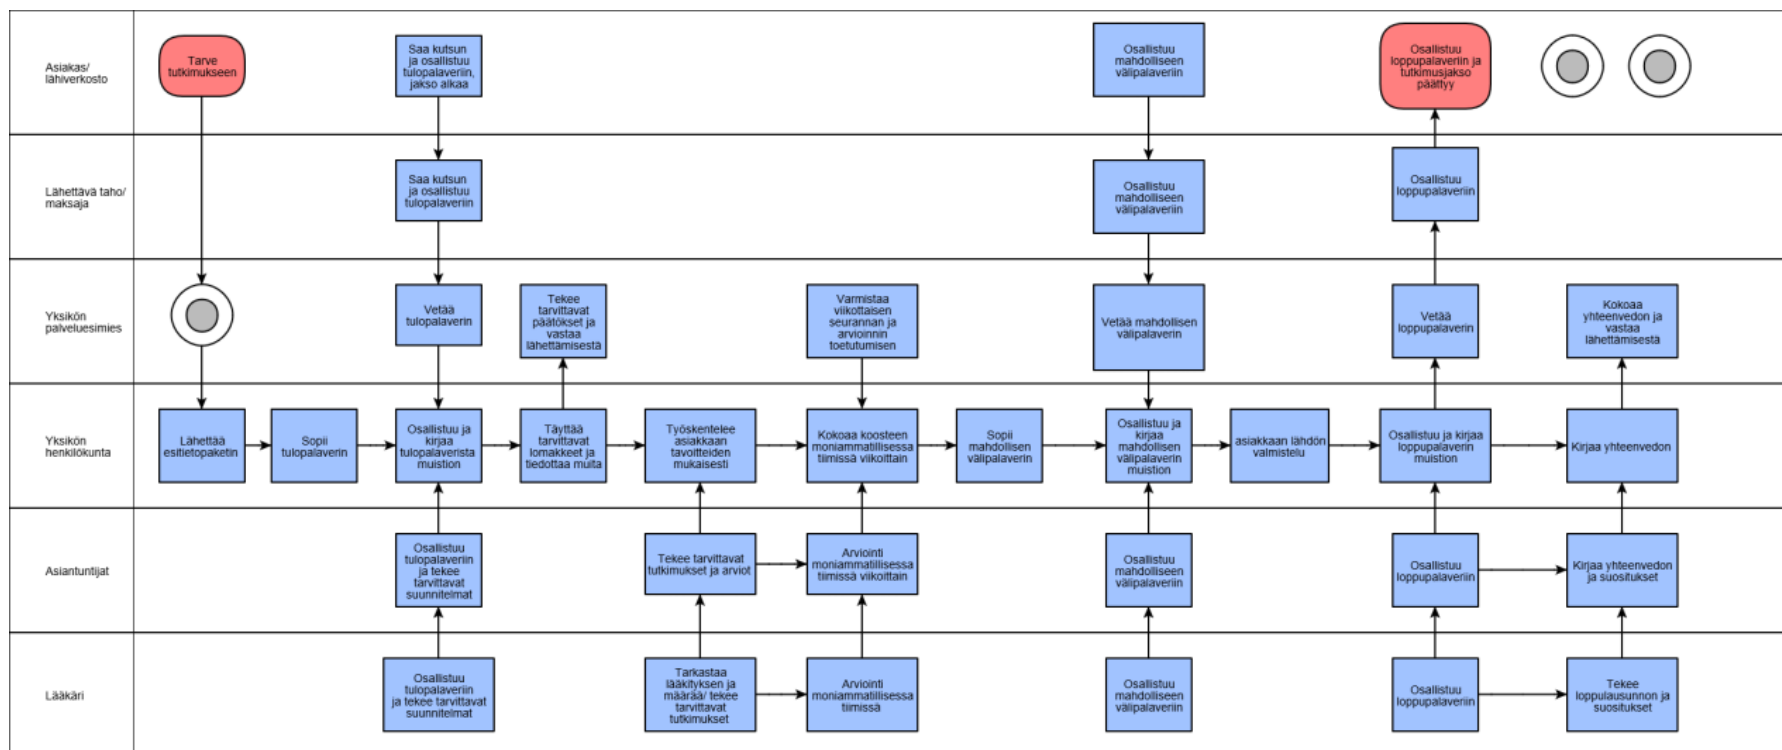 Asiakas/
lähiverkosto
Tarve
tutkimukseen
Saa kutsun
ja osallistuu
tulopalaveriin,
jakso alkaa
Osallistuu
mahdolliseen
välipalaveriin
Osallistuu
loppupalaveriin ja
tutkimusjakso
päättyy
Lähettävä taho/
maksaja
Saa kutsun
ja osallistuu
tulopalaveriin
Osallistuu
mahdolliseen
välipalaveriin
Osallistuu
loppupalaveriin
Yksikön
palveluesimies
Vetää
tulopalaverin
Tekee
tarvittavat
päätökset ja
vastaa
lähettämisestä
Varmistaa
viikottaisen
seurannan ja
arvioinnin
toetutumisen
Vetää mahdollisen
välipalaverin
Vetää
loppupalaverin
Kokoaa
yhteenvedon ja
vastaa
lähettämisestä
Yksikön
henkilökunta
Lähettää
esitietopaketin
Sopii
tulopalaverin
Osallistuu ja
kirjaa
tulopalaverista
muistion
Täyttää
tarvittavat
lomakkeet ja
tiedottaa muita
Työskentelee
asiakkaan
tavoitteiden
mukaisesti
Kokoaa koosteen
moniammatillisessa
tiimissä viikoittain
Sopii
mahdollisen
välipalaverin
Osallistuu ja
kirjaa
mahdollisen
välipalaverin
muistion
asiakkaan lähdön
valmistelu
Osallistuu ja kirjaa
loppupalaverin
muistion
Kirjaa yhteenvedon
Asiantuntijat
Osallistuu
tulopalaveriin
ja tekee
tarvittavat
suunnitelmat
Tekee tarvittavat
tutkimukset ja arviot
Arviointi
moniammatillisessa
tiimissä viikoittain
Osallistuu
mahdolliseen
välipalaveriin
Osallistuu
loppupalaveriin
Kirjaa yhteenvedon
ja suositukset
Lääkäri
Osallistuu
tulopalaveriin
ja tekee tarvittavat
suunnitelmat
Tarkastaa
lääkityksen ja
määrää/ tekee
tarvittavat
tutkimukset
Arviointi
moniammatillisessa
tiimissä
Osallistuu
mahdolliseen
välipalaveriin
Osallistuu
loppupalaveriin
Tekee
loppulausunnon ja
suositukset